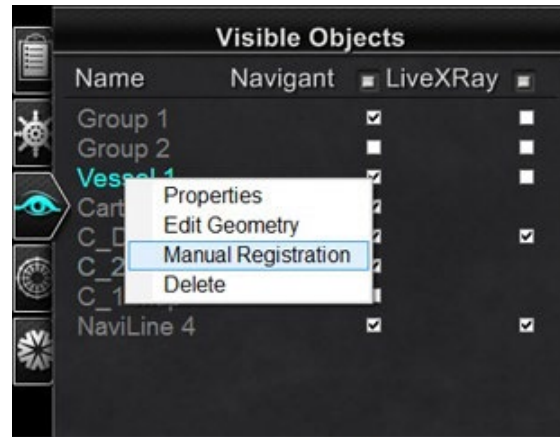 Visible Objects
Name Navigant LiveXRay
Group 1
Group 2
Vessel 1
Properties
Edit Geometry
Manual Registration
Delete
NaviLine 4